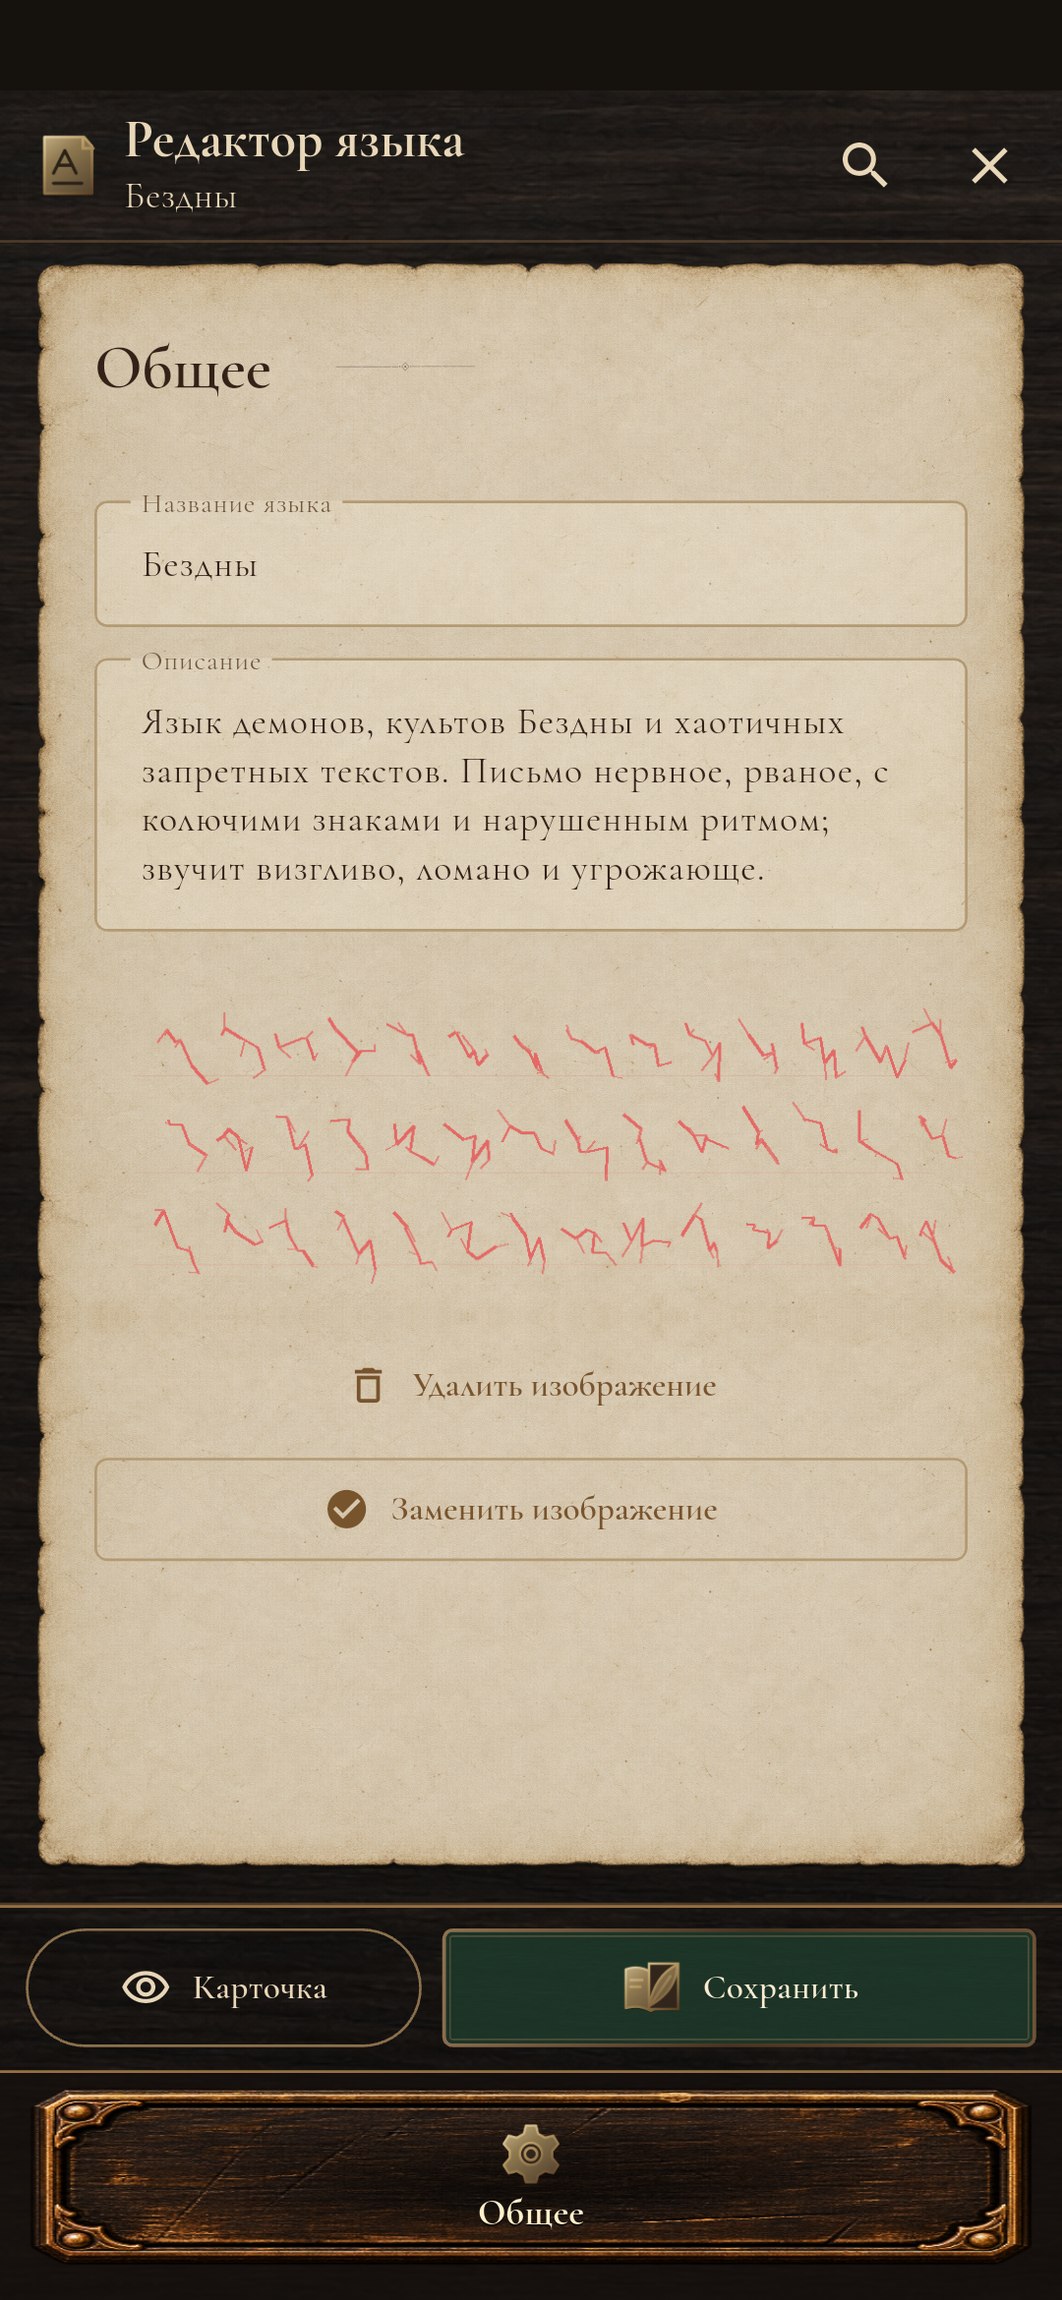 Редактор языка
Бездны
Общее
Название языка
Бездны
Описание
Язык демонов, культов Бездны и хаотичных
запретных текстов. Письмо нервное, рваное, с
колючими знаками и нарушенным ритмом;
звучит визгливо, ломано и угрожающе.
Удалить изображение
Заменить изображение
Карточка
Сохранить
Общее